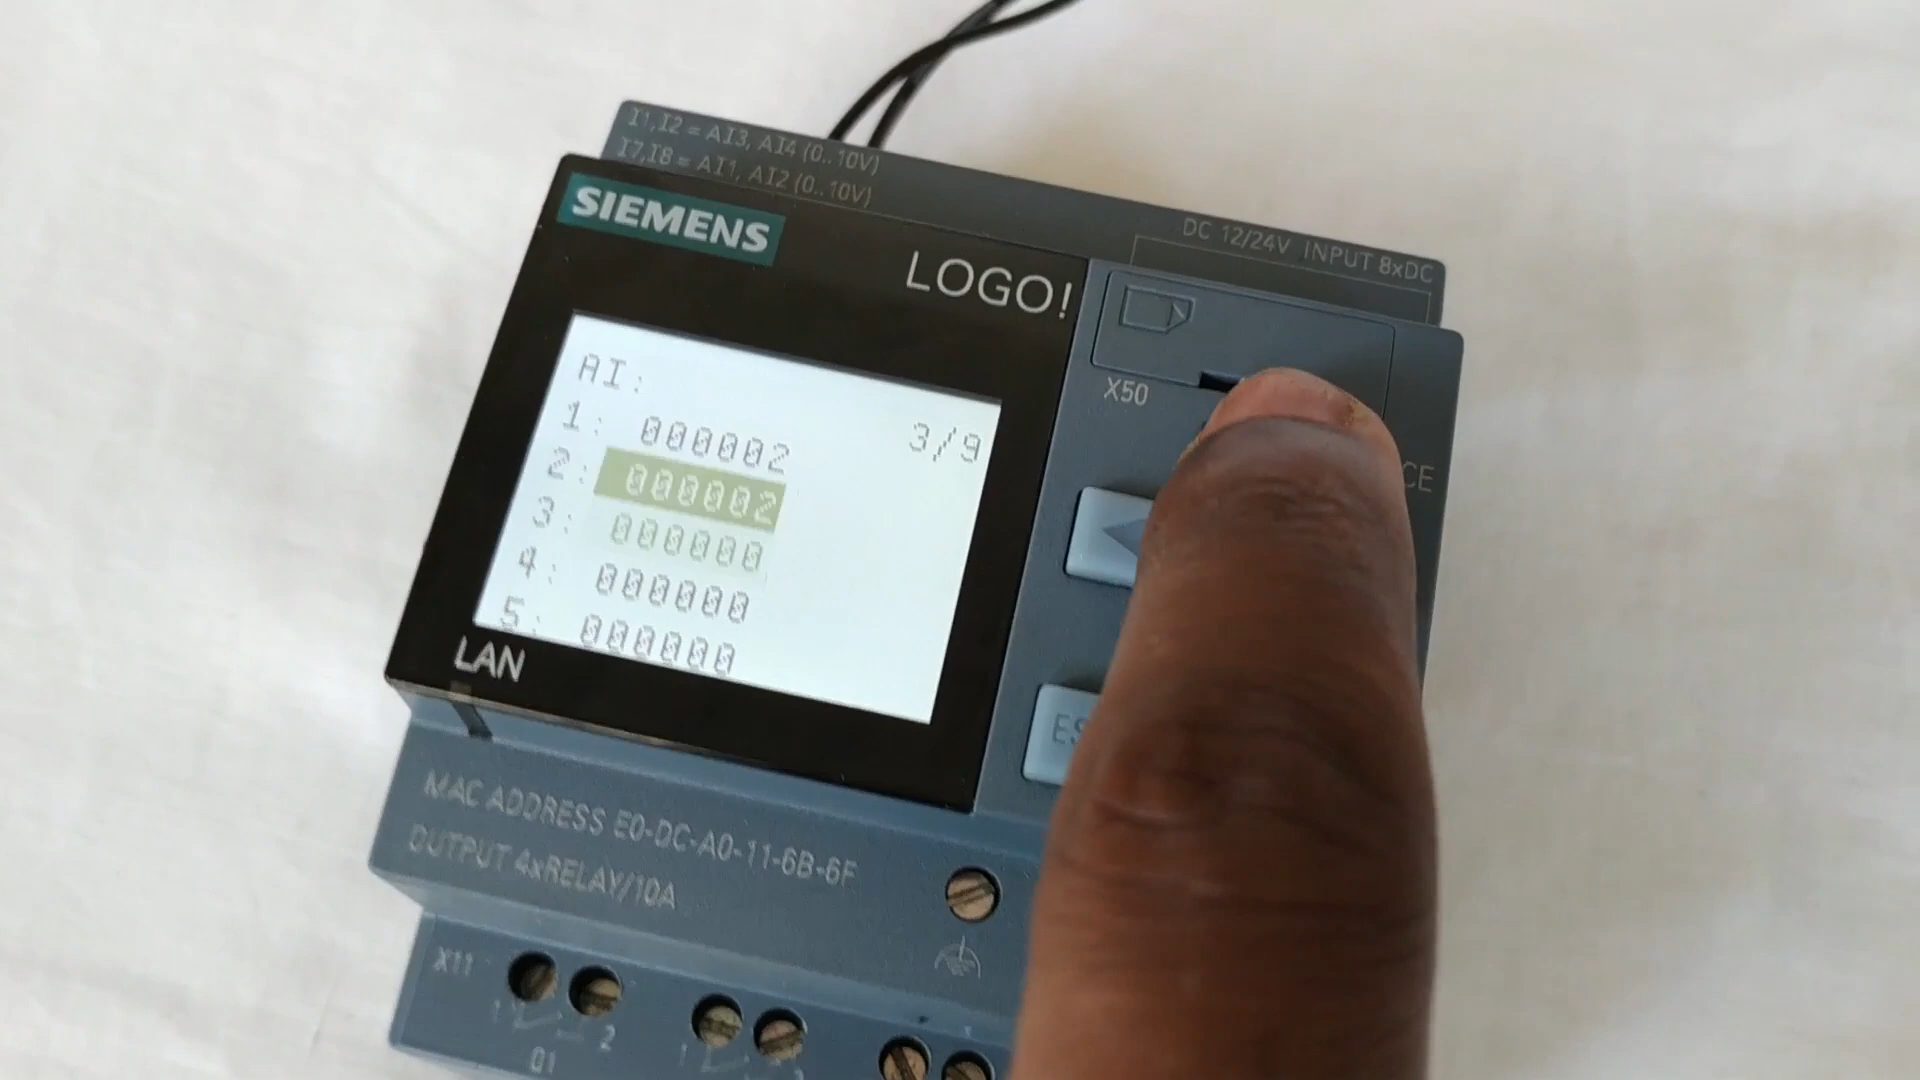 I1,I2 = AI3, AI4 (0..10V)
I7,I8 = AI1, AI2 (0..10V)
DC 12/24V INPUT 8xDC
SIEMENS
LOGO!
X50
CE
AI:
1: 000002 3/9
2: 000002
3: 000000
4: 000000
5: 000000
ES
LAN
MAC ADDRESS E0-DC-A0-11-6B-6F
OUTPUT 4xRELAY/10A
X11
1 2
1
Q1